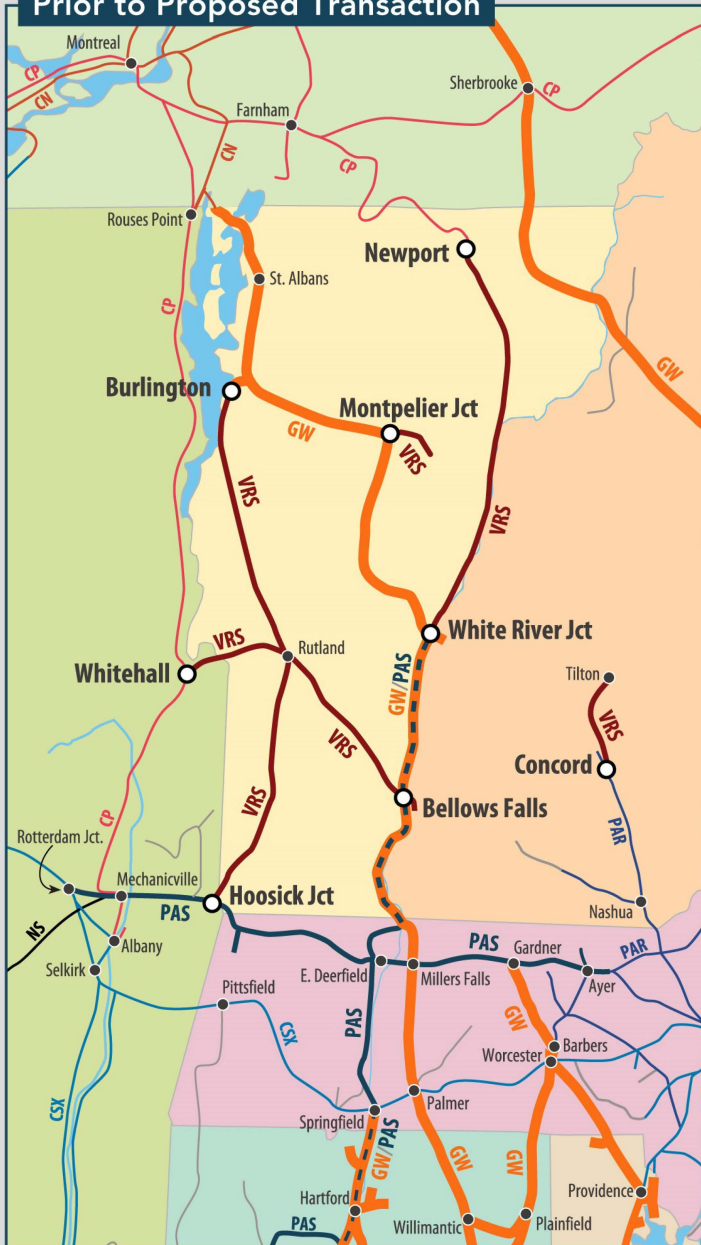 Prior to Proposed Transaction
Montreal
CP
CN
Sherbrooke
CP
Farnham
CN
CP
Rouses Point
Newport
St. Albans
CP
GW
Burlington
Montpelier Jct
GW
VRS
VRS
VRS
White River Jct
VRS
Rutland
Whitehall
GW/PAS
Tilton
VRS
VRS
Concord
VRS
Bellows Falls
CP
PAR
Rotterdam Jct.
Mechanicville
Hoosick Jct
PAS
Nashua
NS
Albany
PAS
Gardner
PAR
Selkirk
E. Deerfield
Millers Falls
Ayer
Pittsfield
GW
PAS
CSX
Barbers
Worcester
CSX
Palmer
Springfield
GW/PAS
GW
GW
Hartford
Providence
PAS
Willimantic
Plainfield